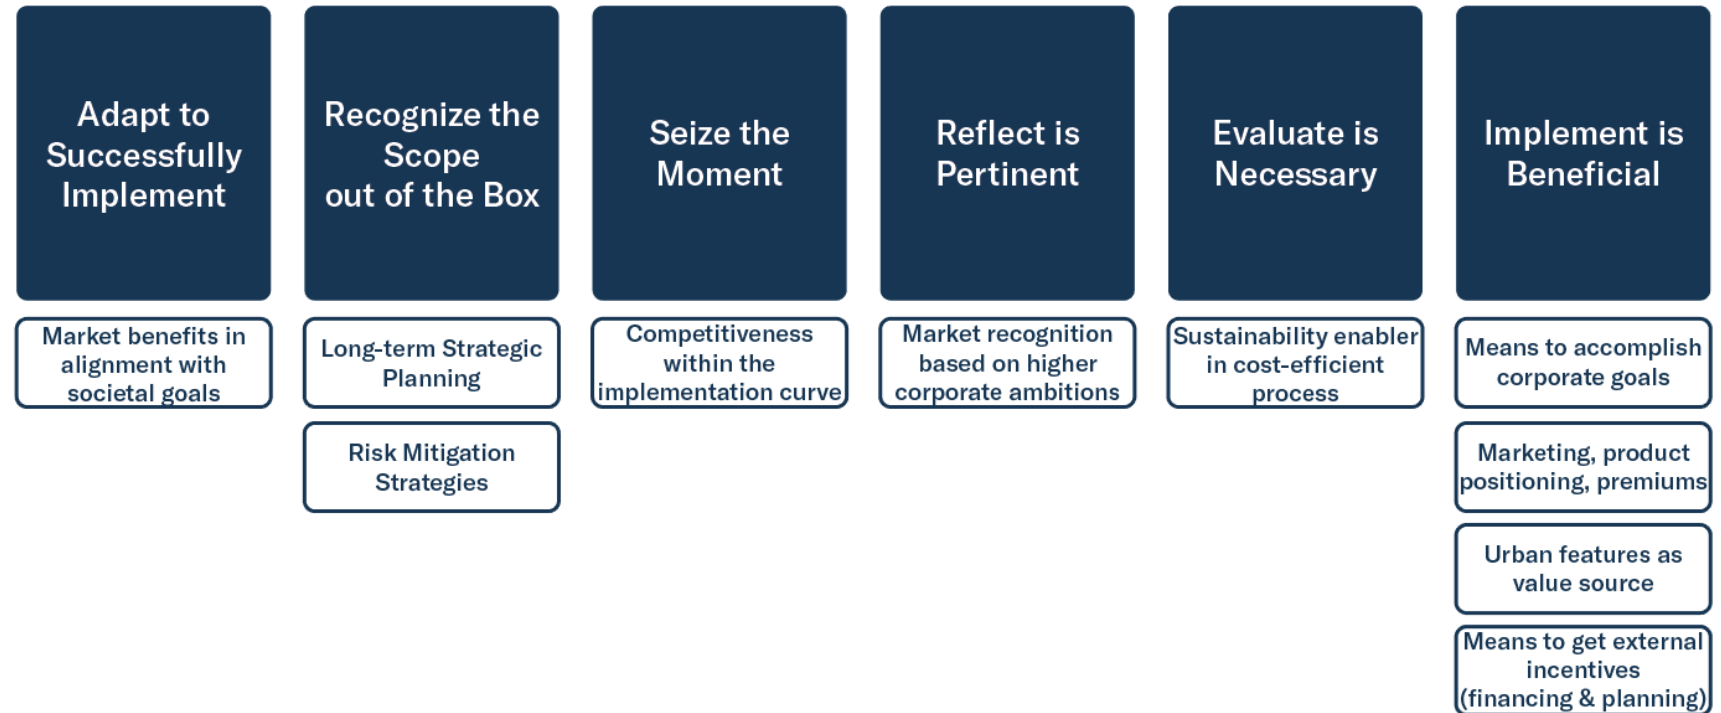 Adapt to
Successfully
Implement
Recognize the
Scope
out of the Box
Seize the
Moment
Reflect is
Pertinent
Evaluate is
Necessary
Implement is
Beneficial
Market benefits in
alignment with
societal goals
Long-term Strategic
Planning
Competitiveness
within the
implementation curve
Market recognition
based on higher
corporate ambitions
Sustainability enabler
in cost-efficient
process
Means to accomplish
corporate goals
Risk Mitigation
Strategies
Marketing, product
positioning, premiums
Urban features as
value source
Means to get external
incentives
(financing & planning)